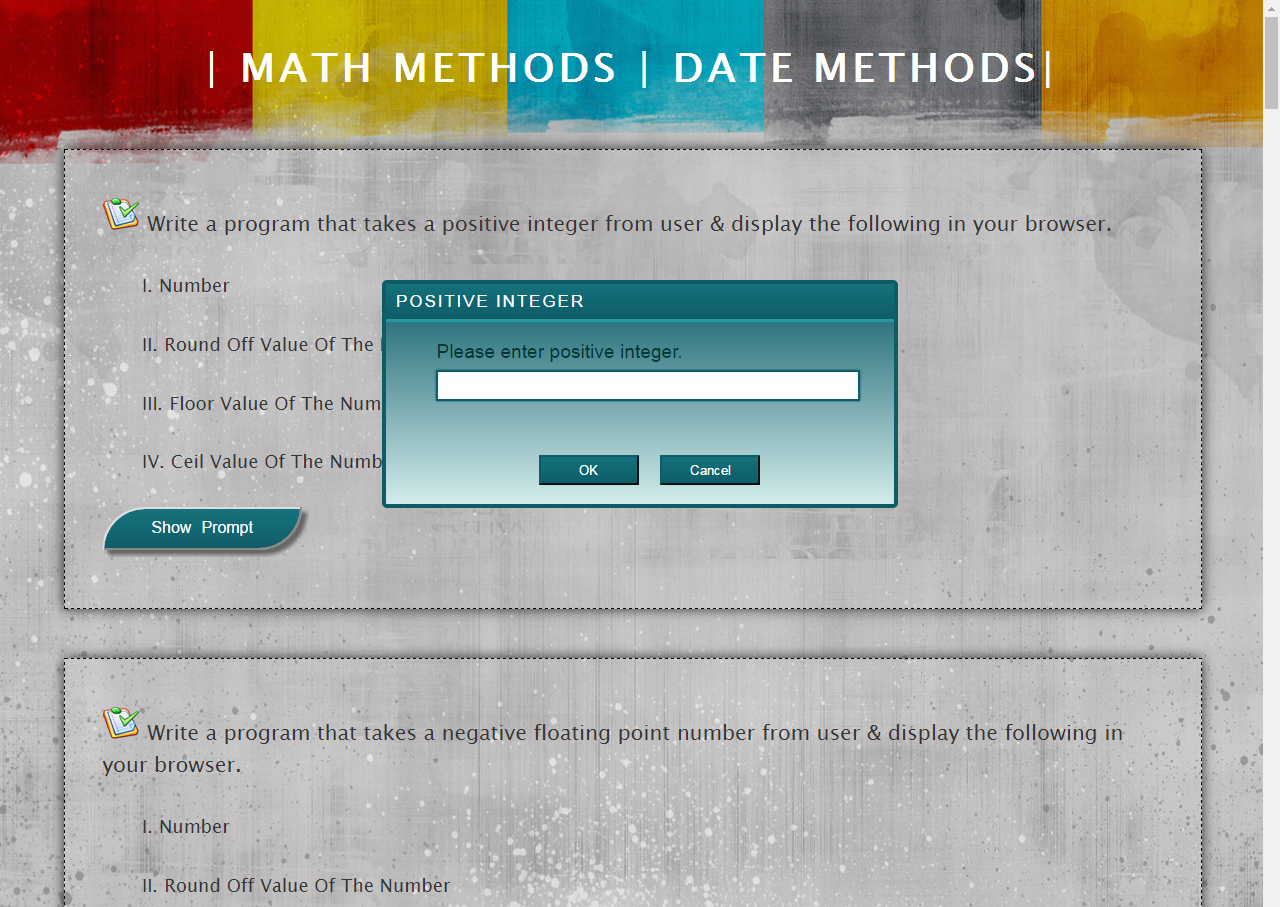 | MATH METHODS | DATE METHODS|
Write a program that takes a positive integer from user & display the following in your browser.
I. Number
II. Round Off Value Of The
III. Floor Value Of The Num
IV. Ceil Value Of The Numb
POSITIVE INTEGER
Please enter positive integer.
OK Cancel
Show Prompt
Write a program that takes a negative floating point number from user & display the following in
your browser.
I. Number
II. Round Off Value Of The Number